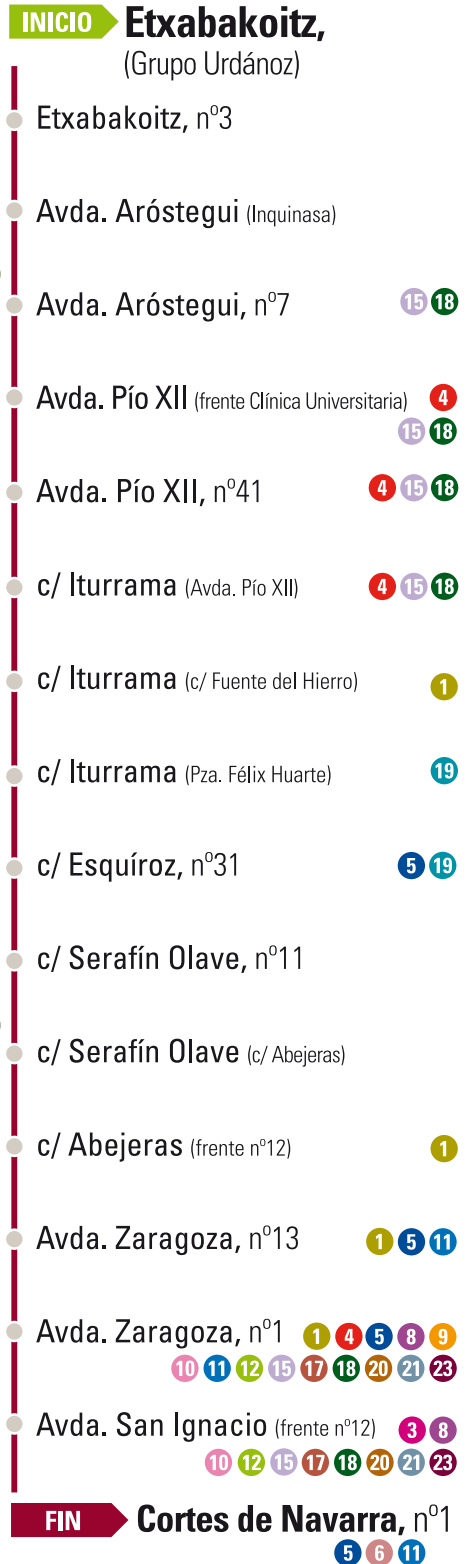 INICIO Etxabakoitz,
(Grupo Urdánoz)
Etxabakoitz, nº3
Avda. Aróstegui (Inquinasa)
Avda. Aróstegui, nº7 15 18
Avda. Pío XII (frente Clínica Universitaria) 4
15 18
Avda. Pío XII, nº41 4 15 18
c/ Iturrama (Avda. Pío XII) 4 15 18
c/ Iturrama (c/ Fuente del Hierro) 1
c/ Iturrama (Pza. Félix Huarte) 19
c/ Esquíroz, nº31 5 19
c/ Serafín Olave, nº11
c/ Serafín Olave (c/ Abejeras)
c/ Abejeras (frente nº12) 1
Avda. Zaragoza, nº13 1 5 11
Avda. Zaragoza, nº1 1 4 5 8 9
10 11 12 15 17 18 20 21 23
Avda. San Ignacio (frente nº12) 3 8
10 12 15 17 18 20 21 23
FIN Cortes de Navarra, nº1
5 6 11